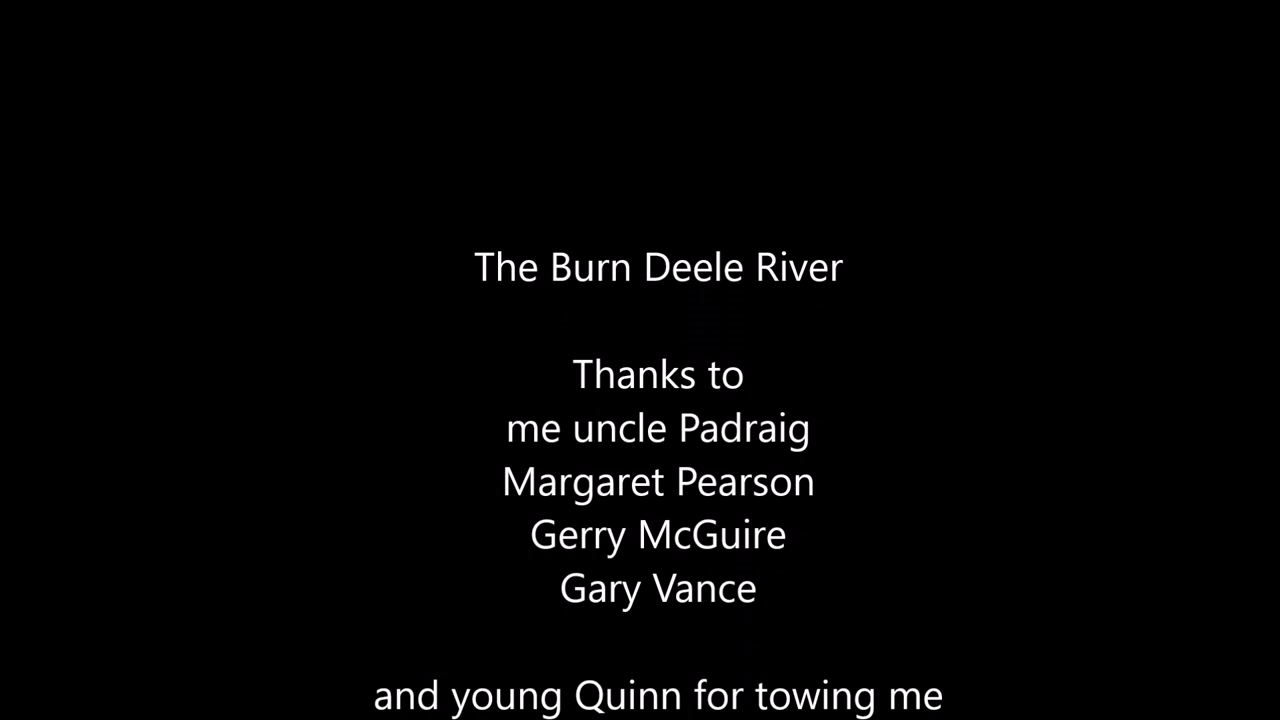 The Burn Deele River
Thanks to
me uncle Padraig
Margaret Pearson
Gerry McGuire
Gary Vance
and young Quinn for towing me